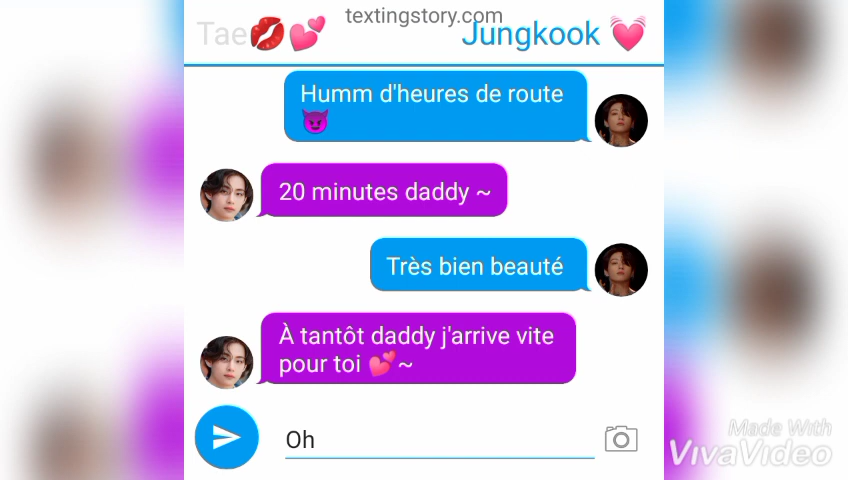 textingstory.com
Tae💋💕 Jungkook 💓
Humm d'heures de route
😈
20 minutes daddy ~
Très bien beauté
À tantôt daddy j'arrive vite
pour toi 💕~
Oh
Made With
VivaVideo